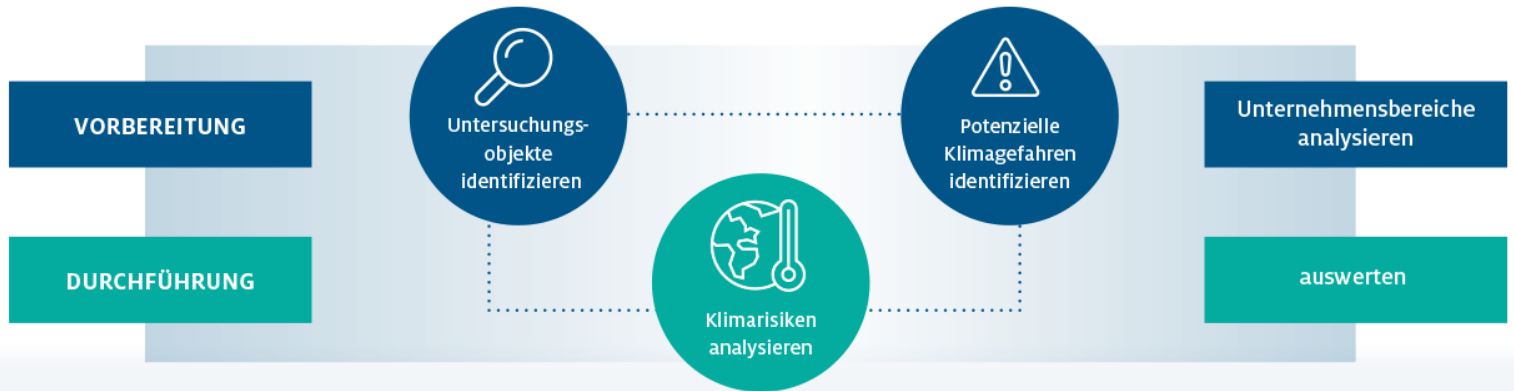 VORBEREITUNG
Untersuchungs-
objekte
identifizieren
Potenzielle
Klimagefahren
identifizieren
Unternehmensbereiche
analysieren
DURCHFÜHRUNG
Klimarisiken
analysieren
auswerten